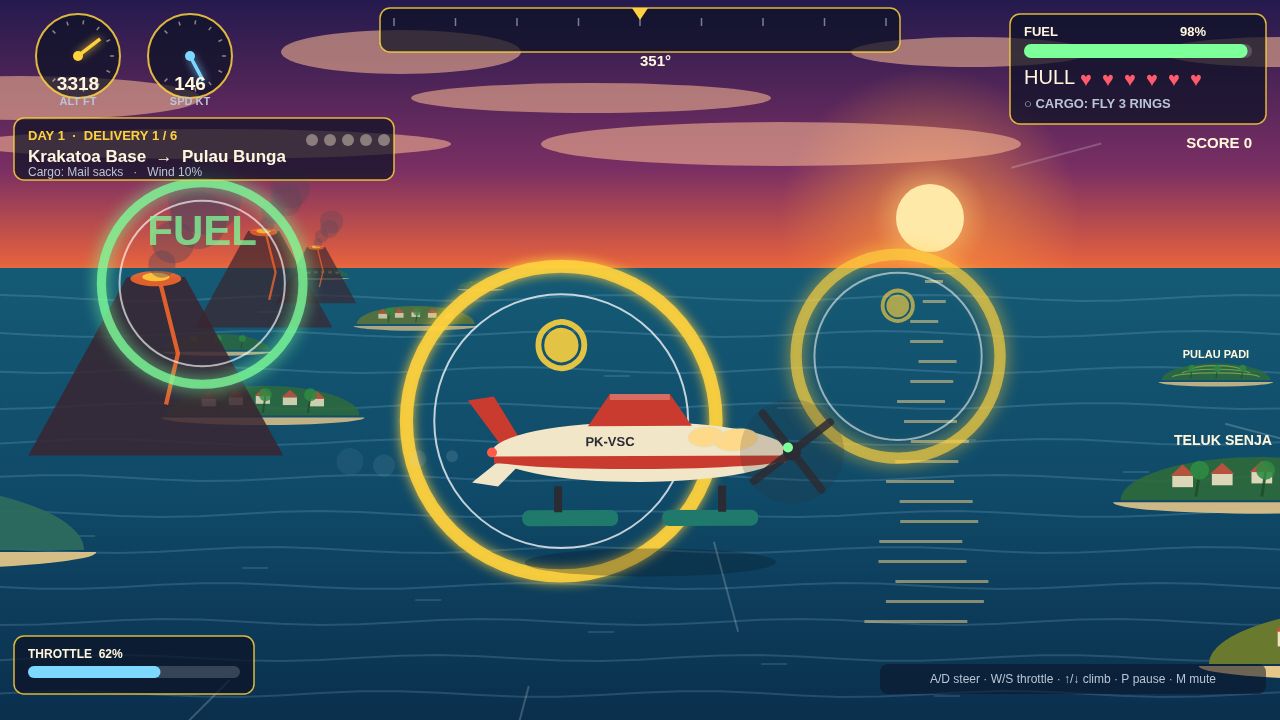 3318
ALT FT
146
SPD KT
351°
FUEL 98%
HULL ♥ ♥ ♥ ♥ ♥ ♥
○ CARGO: FLY 3 RINGS
SCORE 0
DAY 1 · DELIVERY 1 / 6
Krakatoa Base → Pulau Bunga
Cargo: Mail sacks · Wind 10%
FUEL
PK-VSC
PULAU PADI
TELUK SENJA
THROTTLE 62%
A/D steer · W/S throttle · ↑/↓ climb · P pause · M mute